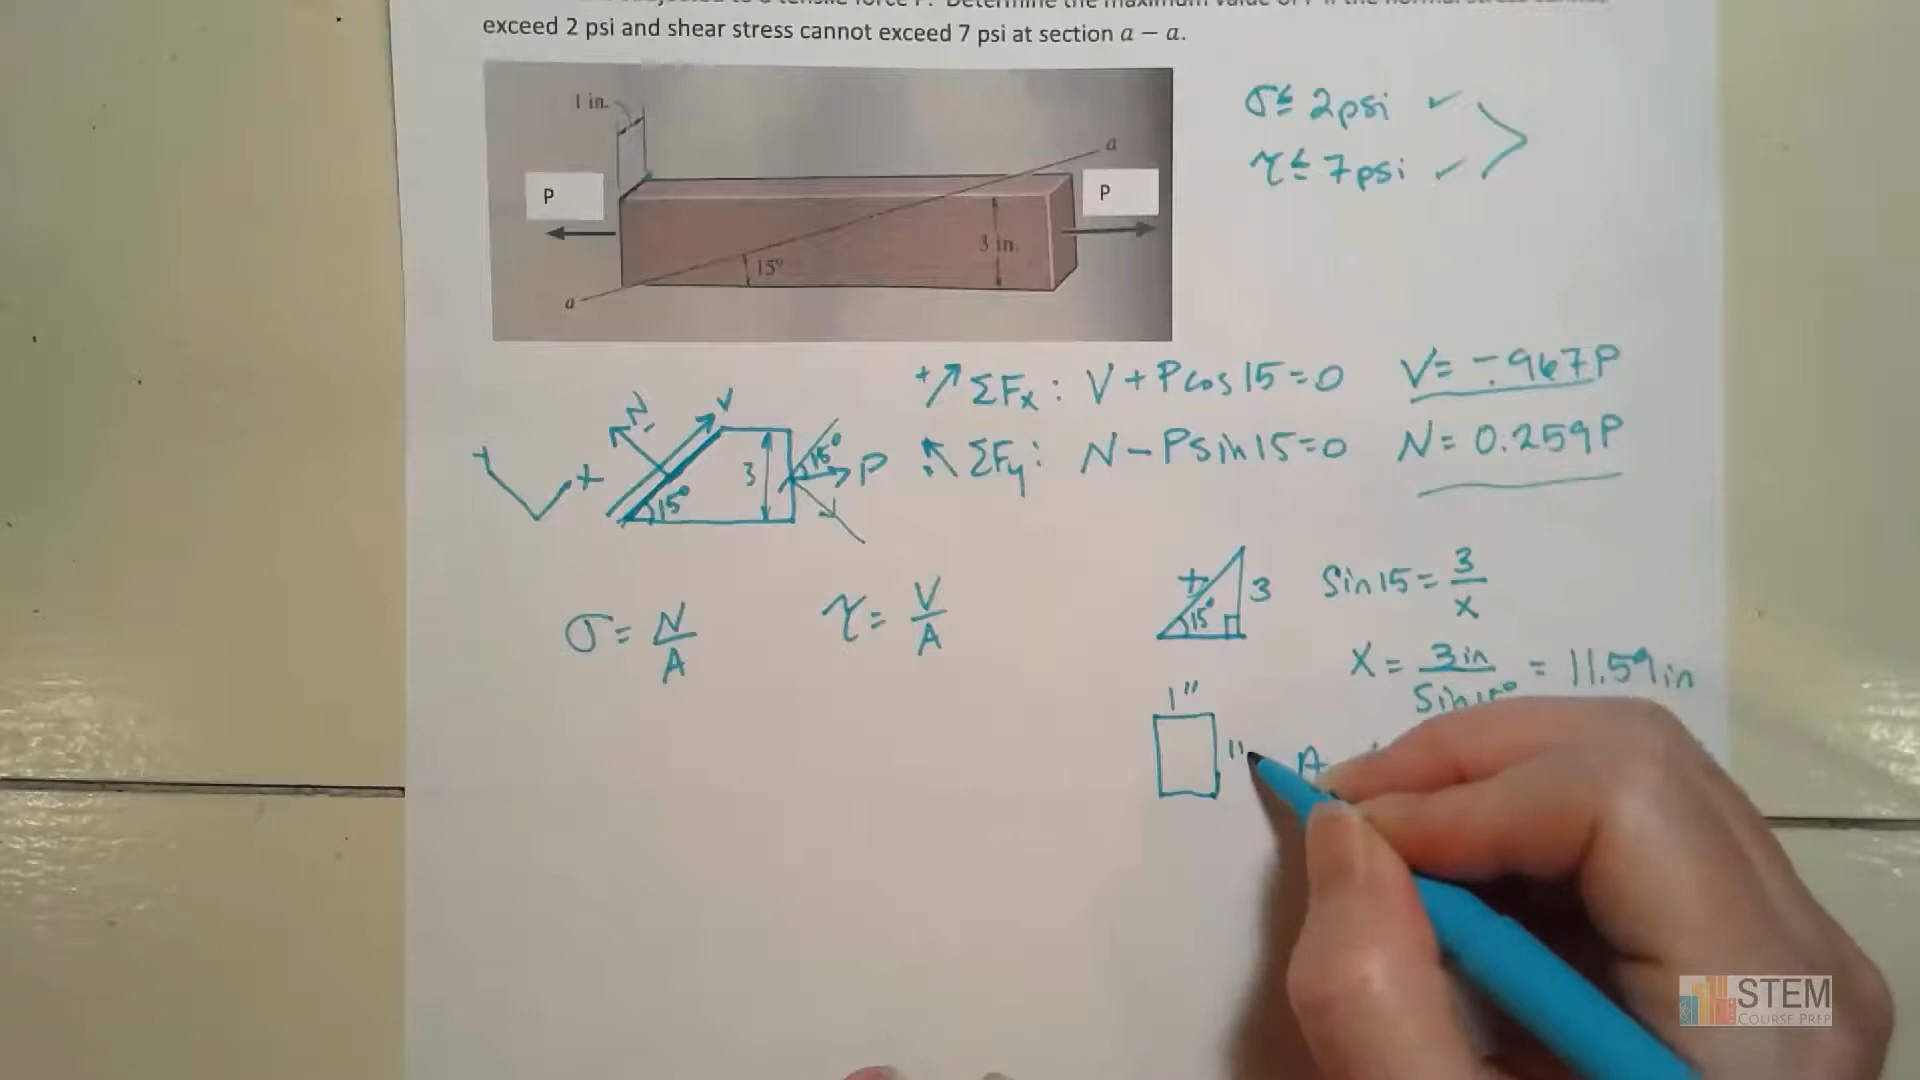 exceed 2 psi and shear stress cannot exceed 7 psi at section a – a.
1 in.
P
P
a
3 in.
15°
a
σ ≤ 2psi ✓
τ ≤ 7psi ✓
+↗ ΣFx: V + Pcos15 = 0 V = -.967P
↖ ΣFy: N - Psin15 = 0 N = 0.259P
N
V
+
+
15°
3
15°
P
σ = N/A
τ = V/A
x
3
15°
Sin15 = 3/x
X = 3in/Sin15° = 11.59in
1"
A
STEM
COURSE PREP